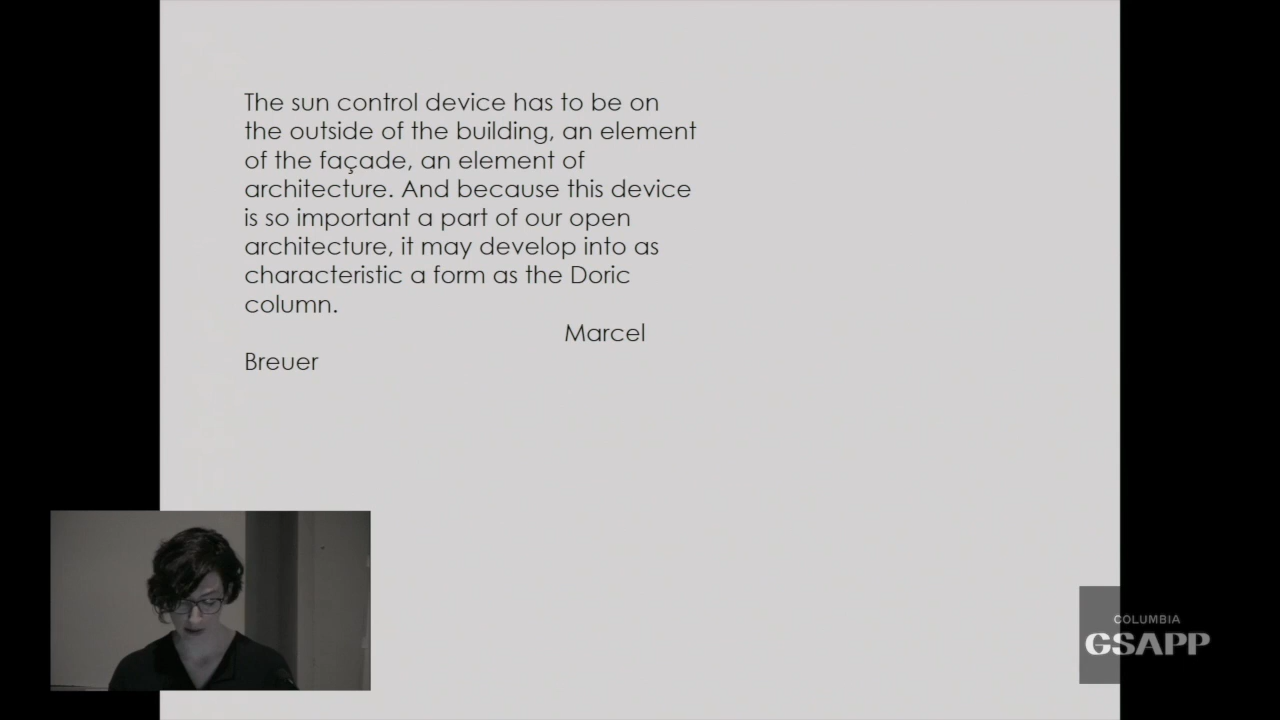 The sun control device has to be on
the outside of the building, an element
of the façade, an element of
architecture. And because this device
is so important a part of our open
architecture, it may develop into as
characteristic a form as the Doric
column.
Marcel
Breuer
COLUMBIA
GSAPP